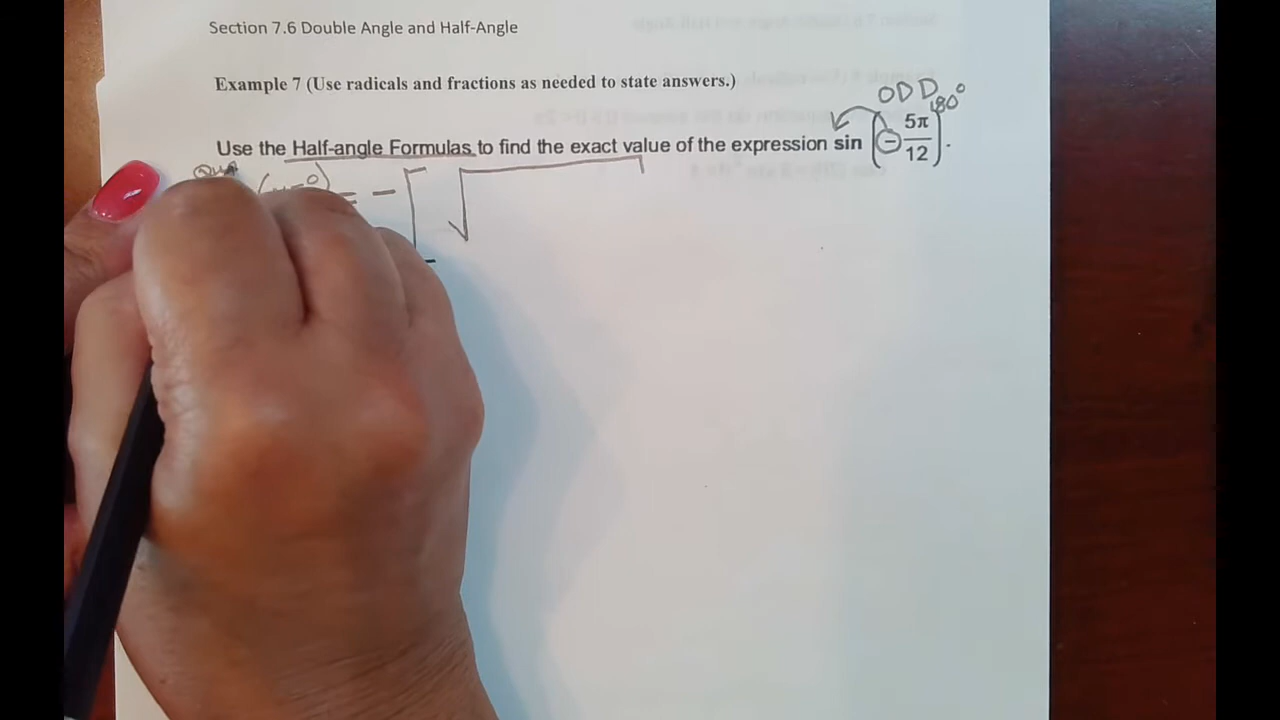 Section 7.6 Double Angle and Half-Angle
Example 7 (Use radicals and fractions as needed to state answers.)
ODD
180°
Use the Half-angle Formulas to find the exact value of the expression sin (− 5π/12).
= − [ √